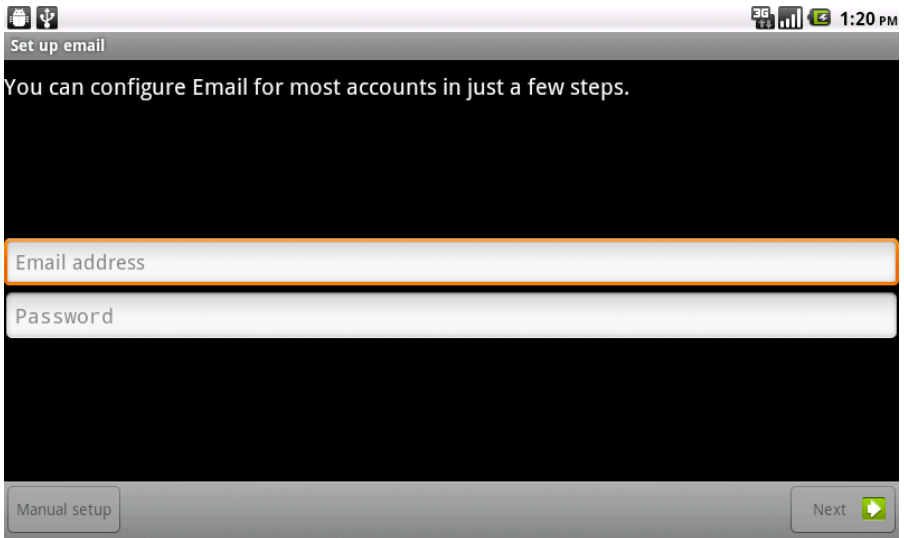 3G 1:20 PM
Set up email
You can configure Email for most accounts in just a few steps.
Email address
Password
Manual setup
Next